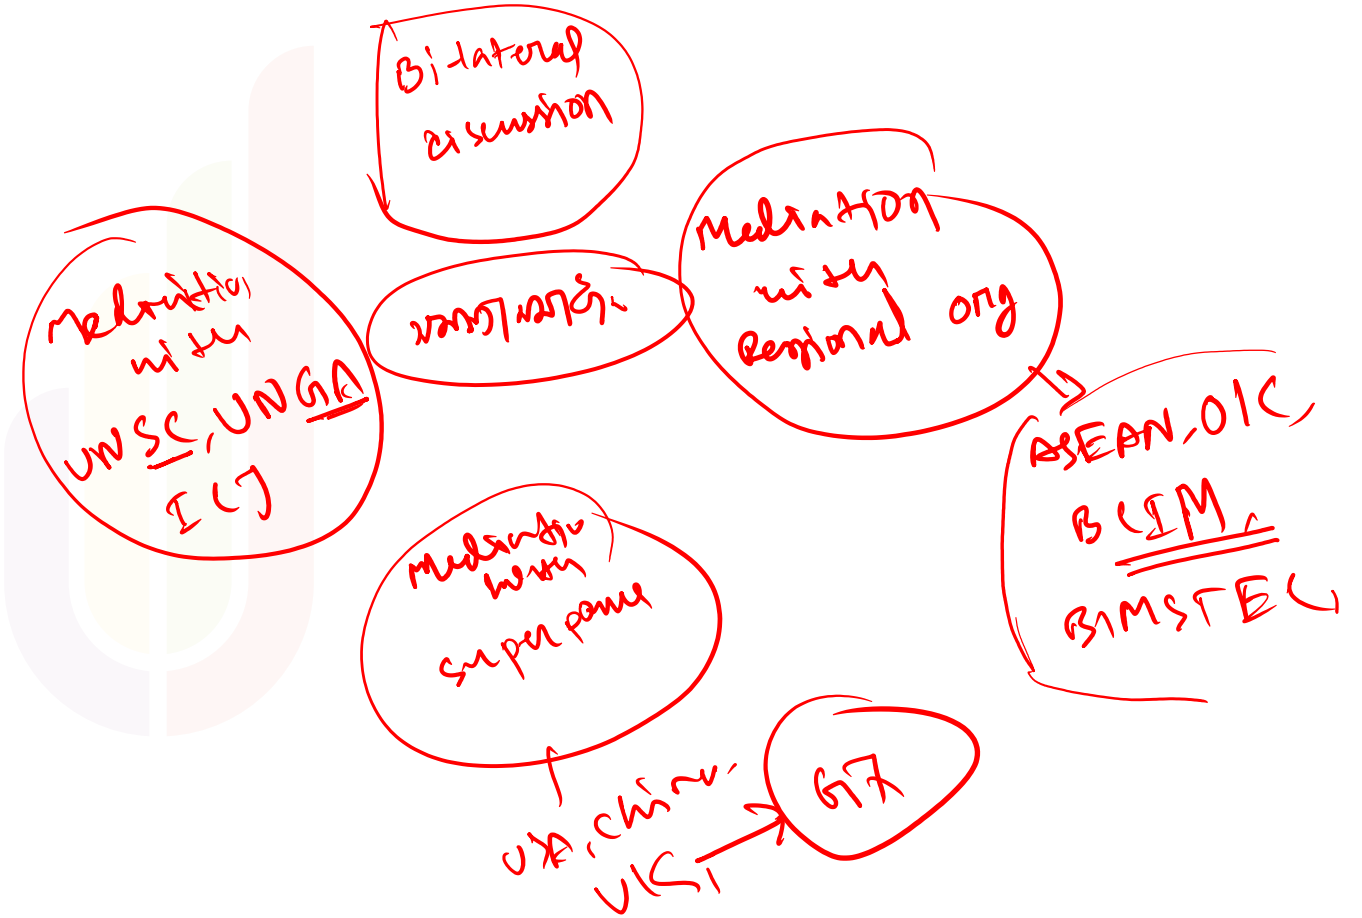 Bilateral
discussion
Mediation
with
Regional org
Mediation
with
UNSC, UNGA
ICJ
ASEAN, OIC,
BCIM,
BIMSTEC,
Mediation
with
super power
G7
USA, China,
UK,